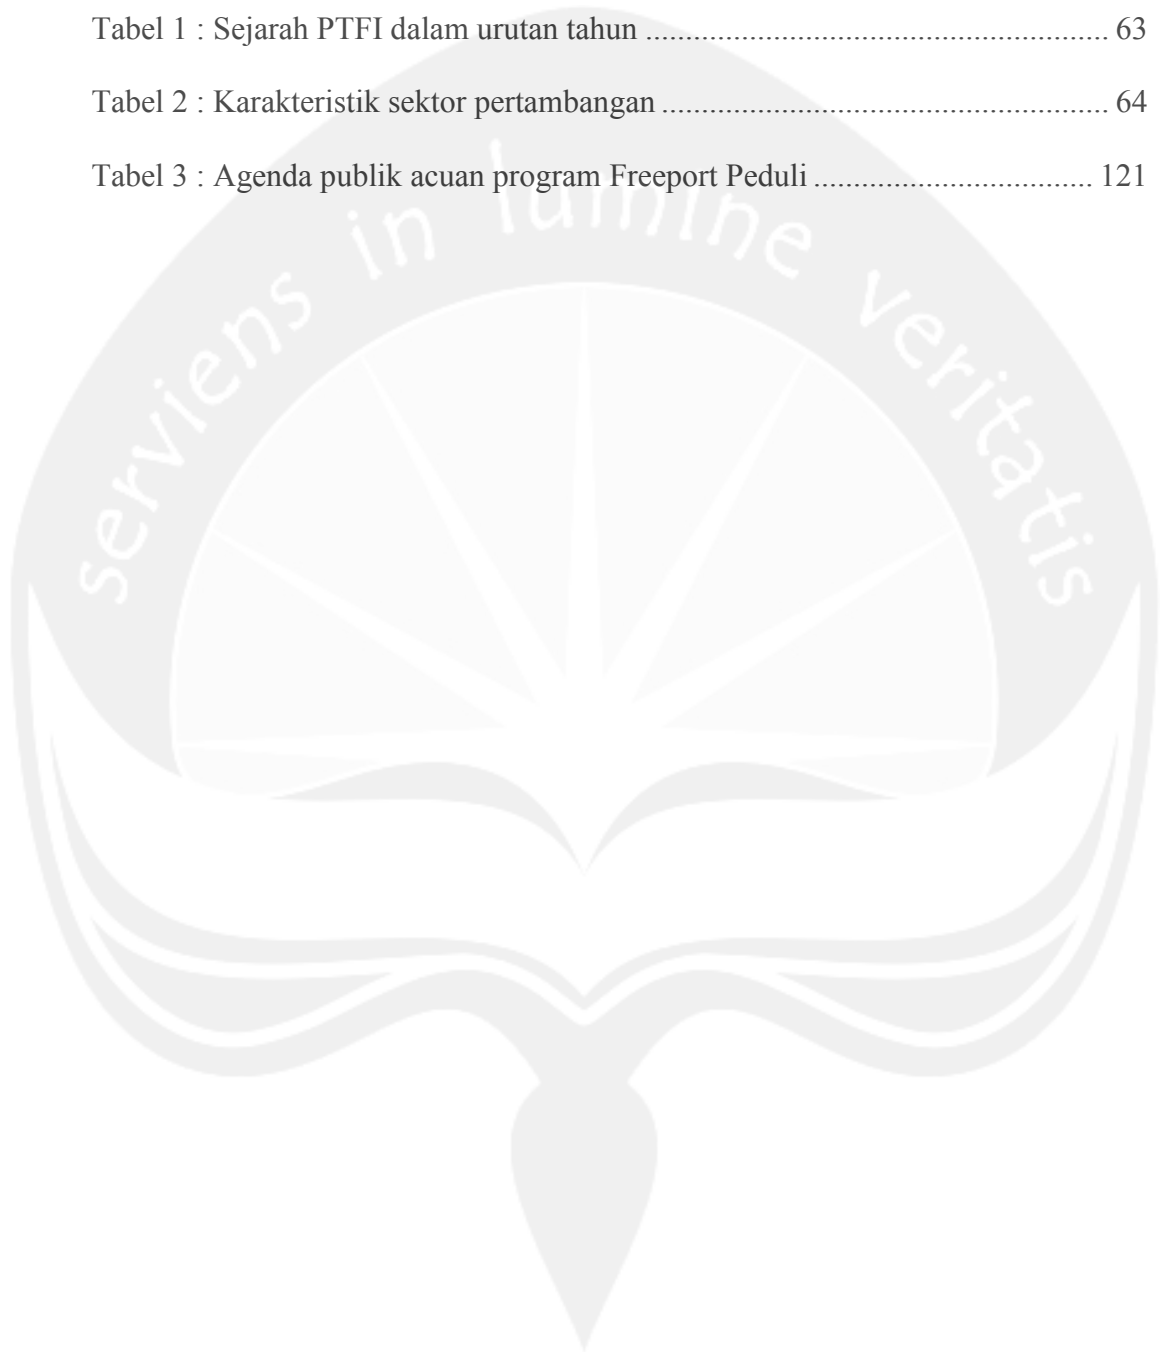 Tabel 1 : Sejarah PTFI dalam urutan tahun ........................................................ 63
Tabel 2 : Karakteristik sektor pertambangan ...................................................... 64
Tabel 3 : Agenda publik acuan program Freeport Peduli .................................. 121
serviens in lumine veritatis